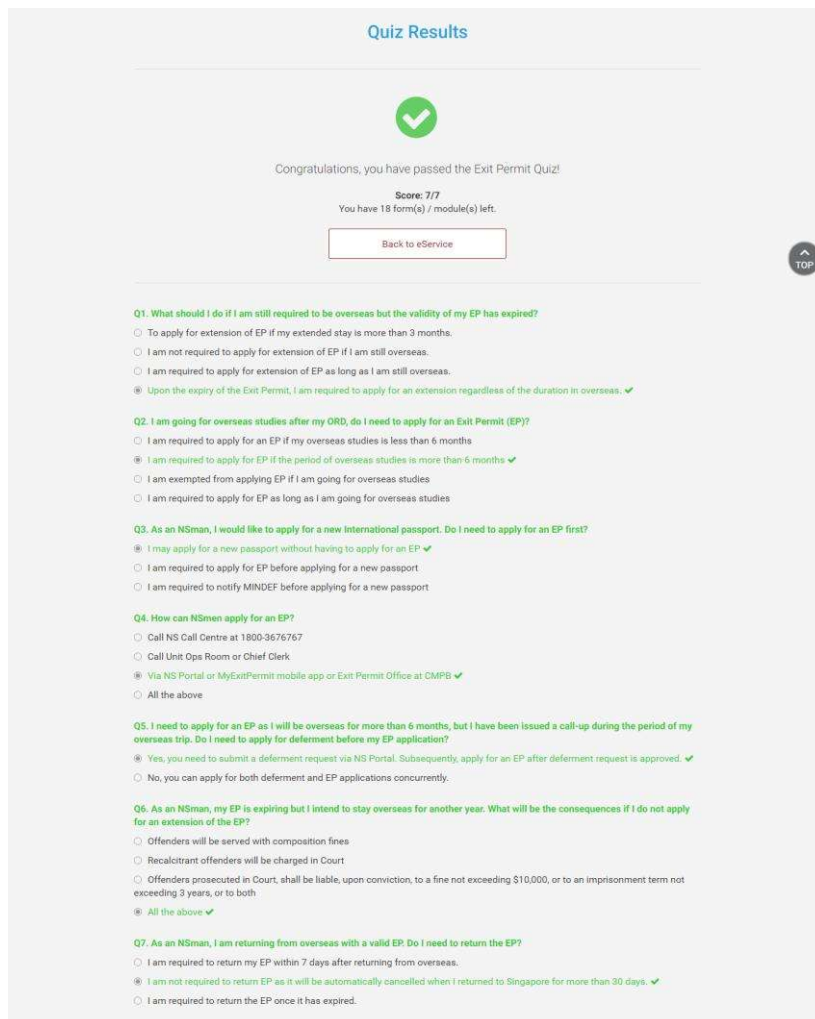 Quiz Results
Congratulations, you have passed the Exit Permit Quiz!
Score: 7/7
You have 18 form(s) / module(s) left.
Back to eService
TOP
Q1. What should I do if I am still required to be overseas but the validity of my EP has expired?
To apply for extension of EP if my extended stay is more than 3 months.
I am not required to apply for extension of EP if I am still overseas.
I am required to apply for extension of EP as long as I am still overseas.
Upon the expiry of the Exit Permit, I am required to apply for an extension regardless of the duration in overseas.
Q2. I am going for overseas studies after my ORD, do I need to apply for an Exit Permit (EP)?
I am required to apply for an EP if my overseas studies is less than 6 months
I am required to apply for EP if the period of overseas studies is more than 6 months
I am exempted from applying EP if I am going for overseas studies
I am required to apply for EP as long as I am going for overseas studies
Q3. As an NSman, I would like to apply for a new International passport. Do I need to apply for an EP first?
I may apply for a new passport without having to apply for an EP
I am required to apply for EP before applying for a new passport
I am required to notify MINDEF before applying for a new passport
Q4. How can NSmen apply for an EP?
Call NS Call Centre at 1800-3676767
Call Unit Ops Room or Chief Clerk
Via NS Portal or MyExitPermit mobile app or Exit Permit Office at CMPB
All the above
Q5. I need to apply for an EP as I will be overseas for more than 6 months, but I have been issued a call-up during the period of my
overseas trip. Do I need to apply for deferment before my EP application?
Yes, you need to submit a deferment request via NS Portal. Subsequently, apply for an EP after deferment request is approved.
No, you can apply for both deferment and EP applications concurrently.
Q6. As an NSman, my EP is expiring but I intend to stay overseas for another year. What will be the consequences if I do not apply
for an extension of the EP?
Offenders will be served with composition fines
Recalcitrant offenders will be charged in Court
Offenders prosecuted in Court, shall be liable, upon conviction, to a fine not exceeding $10,000, or to an imprisonment term not
exceeding 3 years, or to both
All the above
Q7. As an NSman, I am returning from overseas with a valid EP. Do I need to return the EP?
I am required to return my EP within 7 days after returning from overseas.
I am not required to return EP as it will be automatically cancelled when I returned to Singapore for more than 30 days.
I am required to return the EP once it has expired.